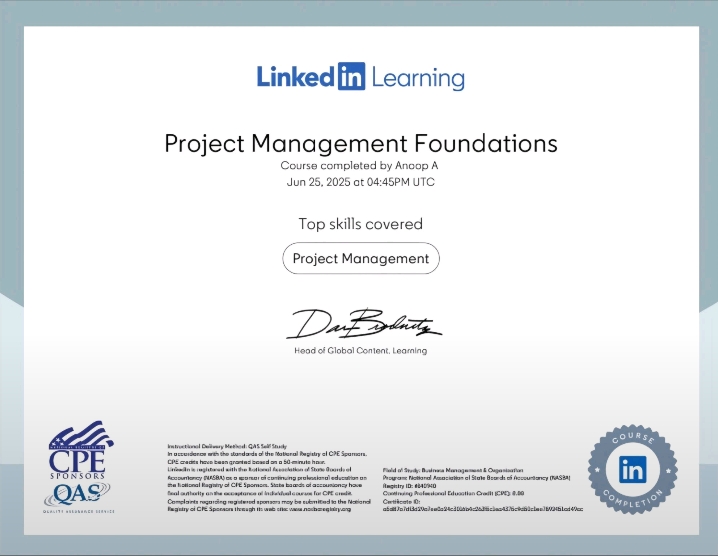 Linked in Learning
Project Management Foundations
Course completed by Anoop A
Jun 25, 2025 at 04:45PM UTC
Top skills covered
Project Management
Head of Global Content, Learning
CPE
SPONSORS
QAS
QUALITY ASSURANCE SERVICE
Instructional Delivery Method: QAS Self Study
In accordance with the standards of the National Registry of CPE Sponsors,
CPE credits have been granted based on a 50-minute hour.
LinkedIn is registered with the National Association of State Boards of
Accountancy (NASBA) as a sponsor of continuing professional education on
the National Registry of CPE Sponsors. State boards of accountancy have
final authority on the acceptance of individual courses for CPE credit.
Complaints regarding registered sponsors may be submitted to the National
Registry of CPE Sponsors through its web site: www.nasbaregistry.org
Field of Study: Business Management & Organization
Program: National Association of State Boards of Accountancy (NASBA)
Registry ID: #140940
Continuing Professional Education Credit (CPE):
Certificate ID:
COURSE
in
COMPLETION